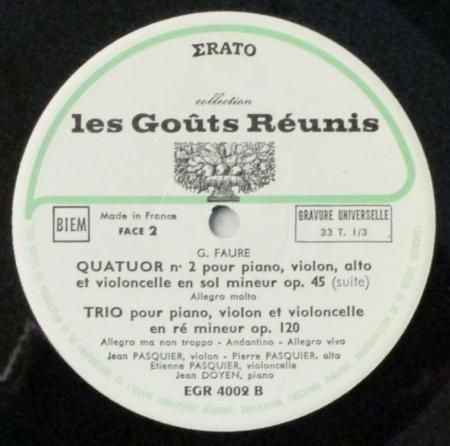 ΣRATO
collection
les Goûts Réunis
BIEM
Made in France
FACE 2
GRAVURE UNIVERSELLE
33 T. 1/3
G. FAURE
QUATUOR n° 2 pour piano, violon, alto
et violoncelle en sol mineur op. 45 (suite)
Allegro molto
TRIO pour piano, violon et violoncelle
en ré mineur op. 120
Allegro ma non troppo - Andantino - Allegro vivo
Jean PASQUIER, violon - Pierre PASQUIER, alto
Etienne PASQUIER, violoncelle
Jean DOYEN, piano
EGR 4002 B